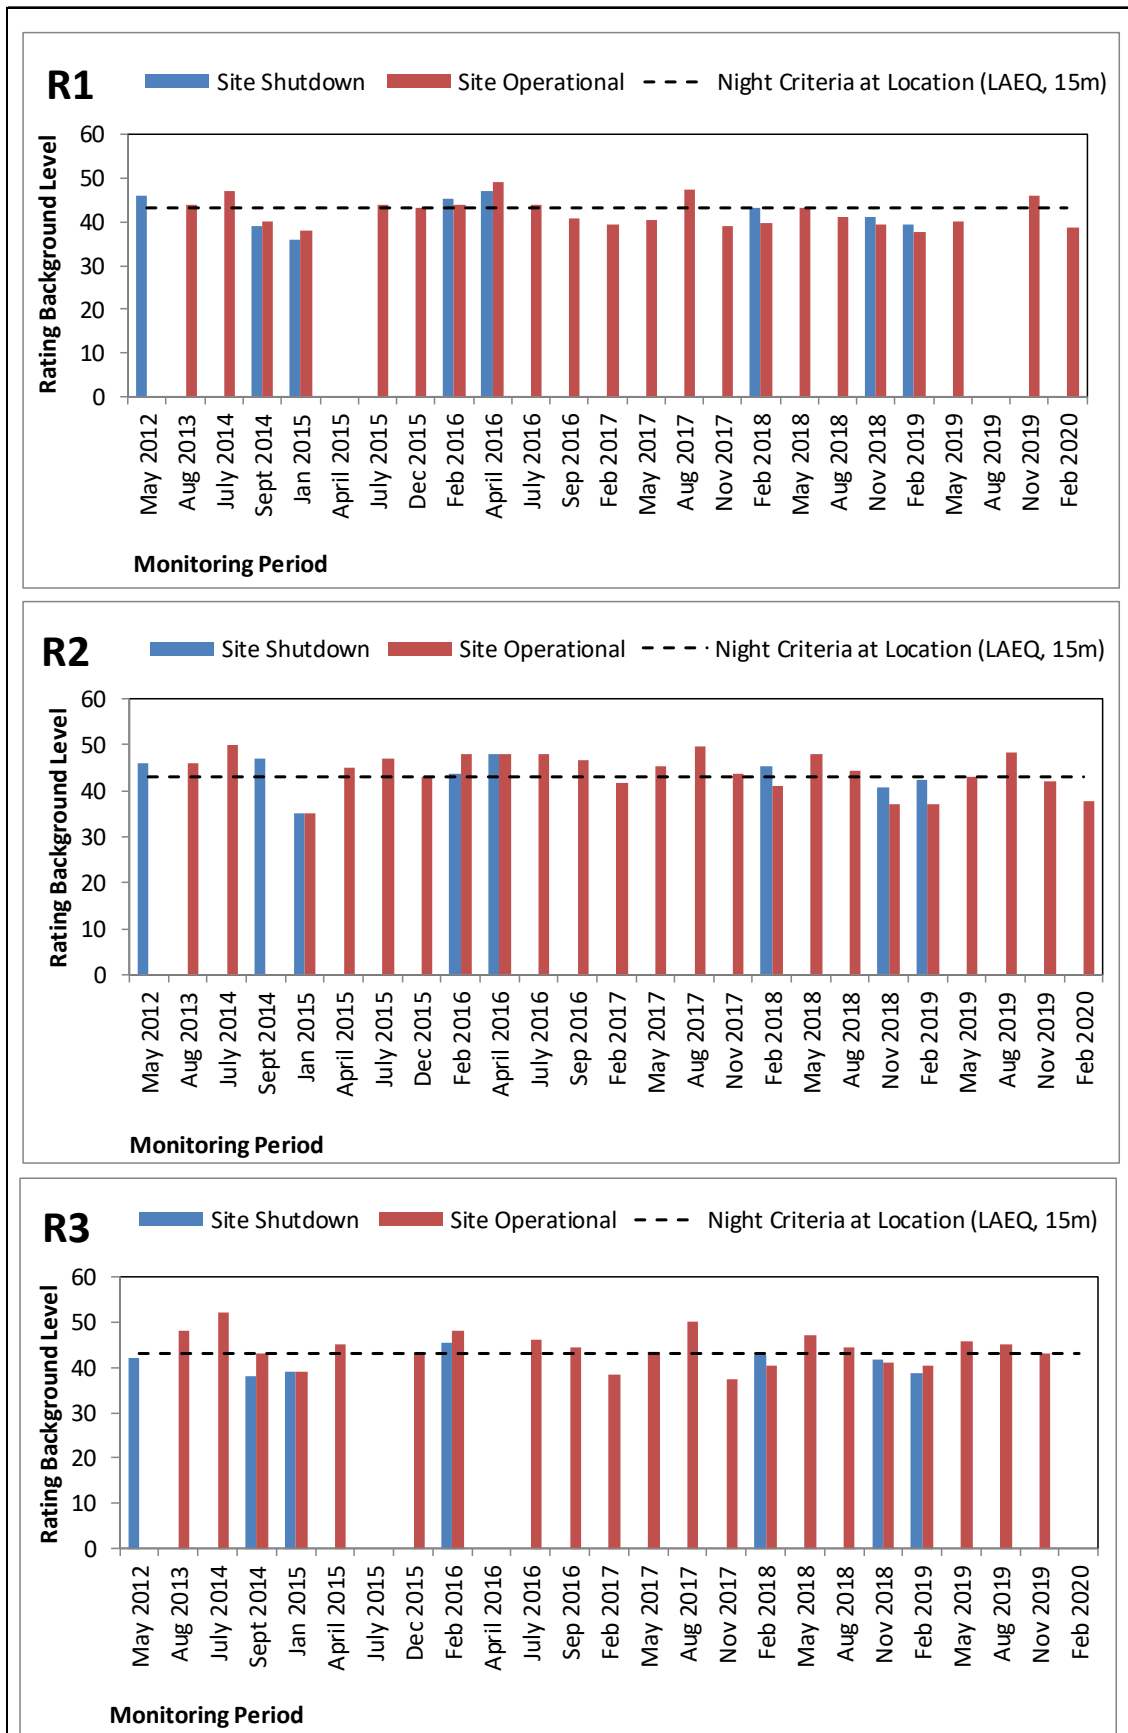 R1
Site Shutdown Site Operational Night Criteria at Location (LAEQ, 15m)
Rating Background Level
60
50
40
30
20
10
0
May 2012
Aug 2013
July 2014
Sept 2014
Jan 2015
April 2015
July 2015
Dec 2015
Feb 2016
April 2016
July 2016
Sep 2016
Feb 2017
May 2017
Aug 2017
Nov 2017
Feb 2018
May 2018
Aug 2018
Nov 2018
Feb 2019
May 2019
Aug 2019
Nov 2019
Feb 2020
Monitoring Period
R2
Site Shutdown Site Operational Night Criteria at Location (LAEQ, 15m)
Rating Background Level
60
50
40
30
20
10
0
May 2012
Aug 2013
July 2014
Sept 2014
Jan 2015
April 2015
July 2015
Dec 2015
Feb 2016
April 2016
July 2016
Sep 2016
Feb 2017
May 2017
Aug 2017
Nov 2017
Feb 2018
May 2018
Aug 2018
Nov 2018
Feb 2019
May 2019
Aug 2019
Nov 2019
Feb 2020
Monitoring Period
R3
Site Shutdown Site Operational Night Criteria at Location (LAEQ, 15m)
Rating Background Level
60
50
40
30
20
10
0
May 2012
Aug 2013
July 2014
Sept 2014
Jan 2015
April 2015
July 2015
Dec 2015
Feb 2016
April 2016
July 2016
Sep 2016
Feb 2017
May 2017
Aug 2017
Nov 2017
Feb 2018
May 2018
Aug 2018
Nov 2018
Feb 2019
May 2019
Aug 2019
Nov 2019
Feb 2020
Monitoring Period